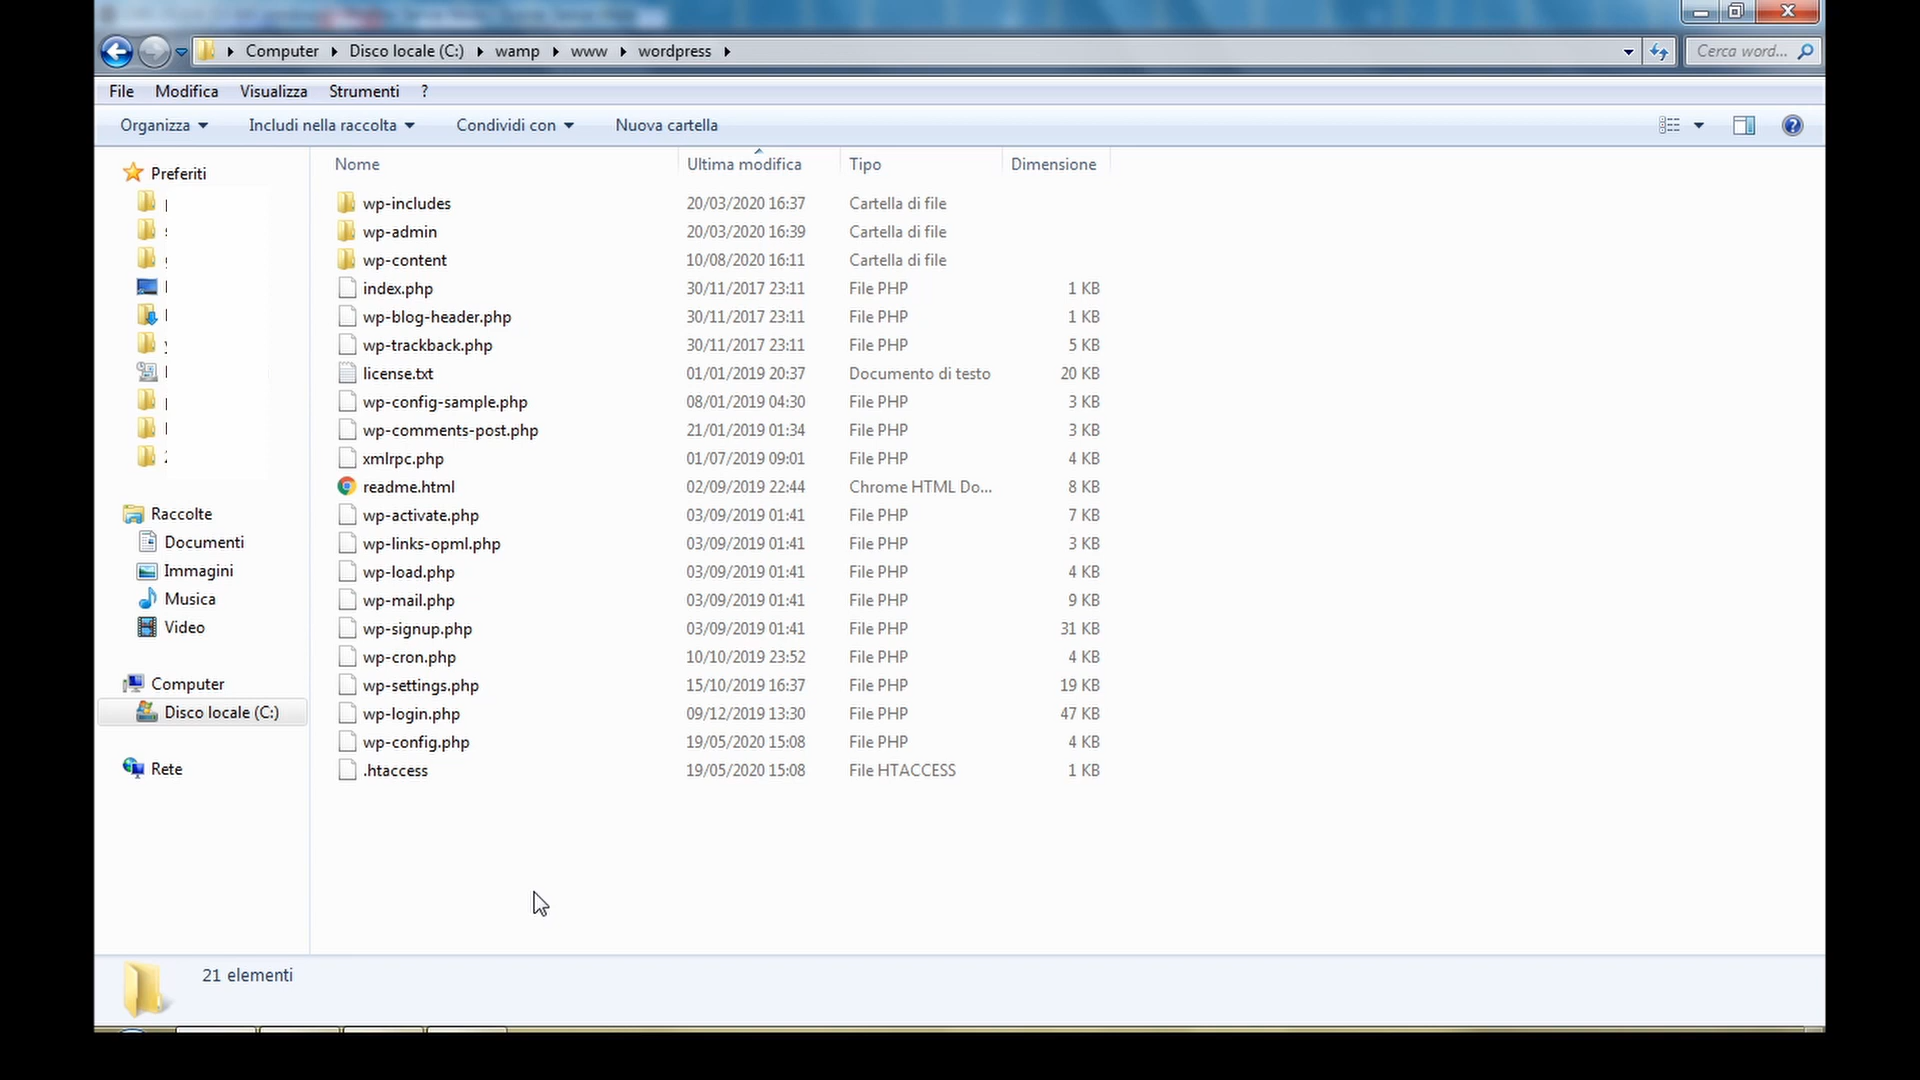 Computer Disco locale (C:) wamp www wordpress
Cerca word...
File Modifica Visualizza Strumenti ?
Organizza Includi nella raccolta Condividi con Nuova cartella
Preferiti
Raccolte
Documenti
Immagini
Musica
Video
Computer
Disco locale (C:)
Rete
Nome Ultima modifica Tipo Dimensione
wp-includes 20/03/2020 16:37 Cartella di file
wp-admin 20/03/2020 16:39 Cartella di file
wp-content 10/08/2020 16:11 Cartella di file
index.php 30/11/2017 23:11 File PHP 1 KB
wp-blog-header.php 30/11/2017 23:11 File PHP 1 KB
wp-trackback.php 30/11/2017 23:11 File PHP 5 KB
license.txt 01/01/2019 20:37 Documento di testo 20 KB
wp-config-sample.php 08/01/2019 04:30 File PHP 3 KB
wp-comments-post.php 21/01/2019 01:34 File PHP 3 KB
xmlrpc.php 01/07/2019 09:01 File PHP 4 KB
readme.html 02/09/2019 22:44 Chrome HTML Do... 8 KB
wp-activate.php 03/09/2019 01:41 File PHP 7 KB
wp-links-opml.php 03/09/2019 01:41 File PHP 3 KB
wp-load.php 03/09/2019 01:41 File PHP 4 KB
wp-mail.php 03/09/2019 01:41 File PHP 9 KB
wp-signup.php 03/09/2019 01:41 File PHP 31 KB
wp-cron.php 10/10/2019 23:52 File PHP 4 KB
wp-settings.php 15/10/2019 16:37 File PHP 19 KB
wp-login.php 09/12/2019 13:30 File PHP 47 KB
wp-config.php 19/05/2020 15:08 File PHP 4 KB
.htaccess 19/05/2020 15:08 File HTACCESS 1 KB
21 elementi